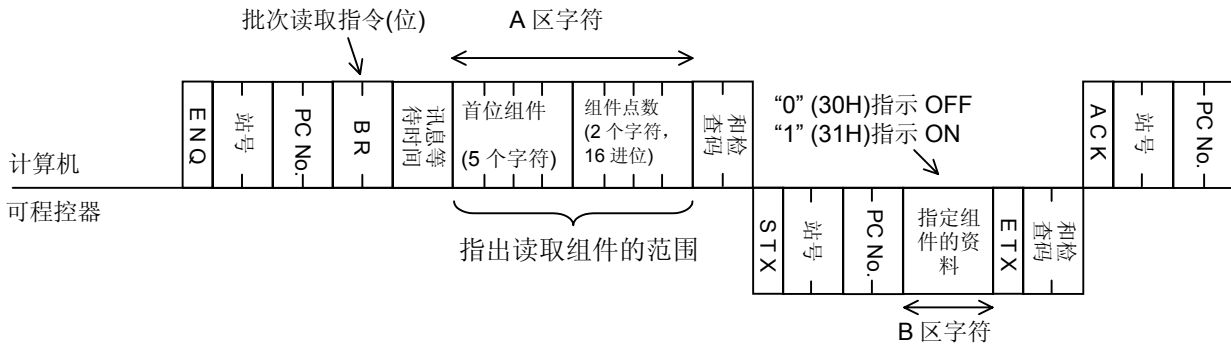 批次读取指令(位)
A 区字符
ENQ
站号
PC No.
BR
讯息等
待时间
首位组件
(5 个字符)
组件点数
(2 个字符,
16 进位)
和检
查码
"0" (30H)指示 OFF
"1" (31H)指示 ON
ACK
站号
PC No.
计算机
可程控器
指出读取组件的范围
STX
站号
PC No.
指定组
件的资
料
ETX
和检
查码
B 区字符